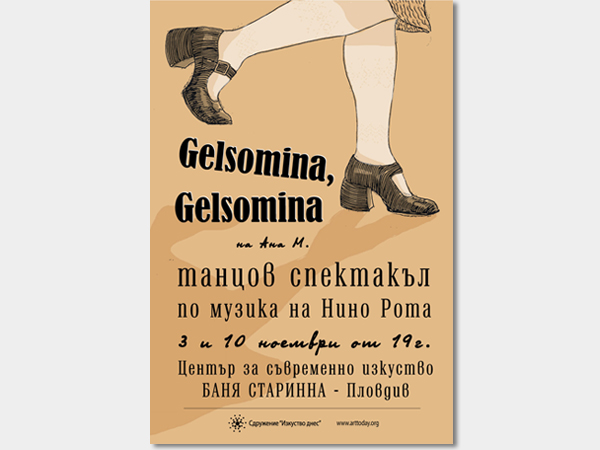 Gelsomina,
Gelsomina
на Ана М.
танцов спектакъл
по музика на Нино Рота
3 и 10 ноември от 19г.
Център за съвременно изкуство
БАНЯ СТАРИННА - Пловдив
Сдружение "Изкуство днес" www.arttoday.org